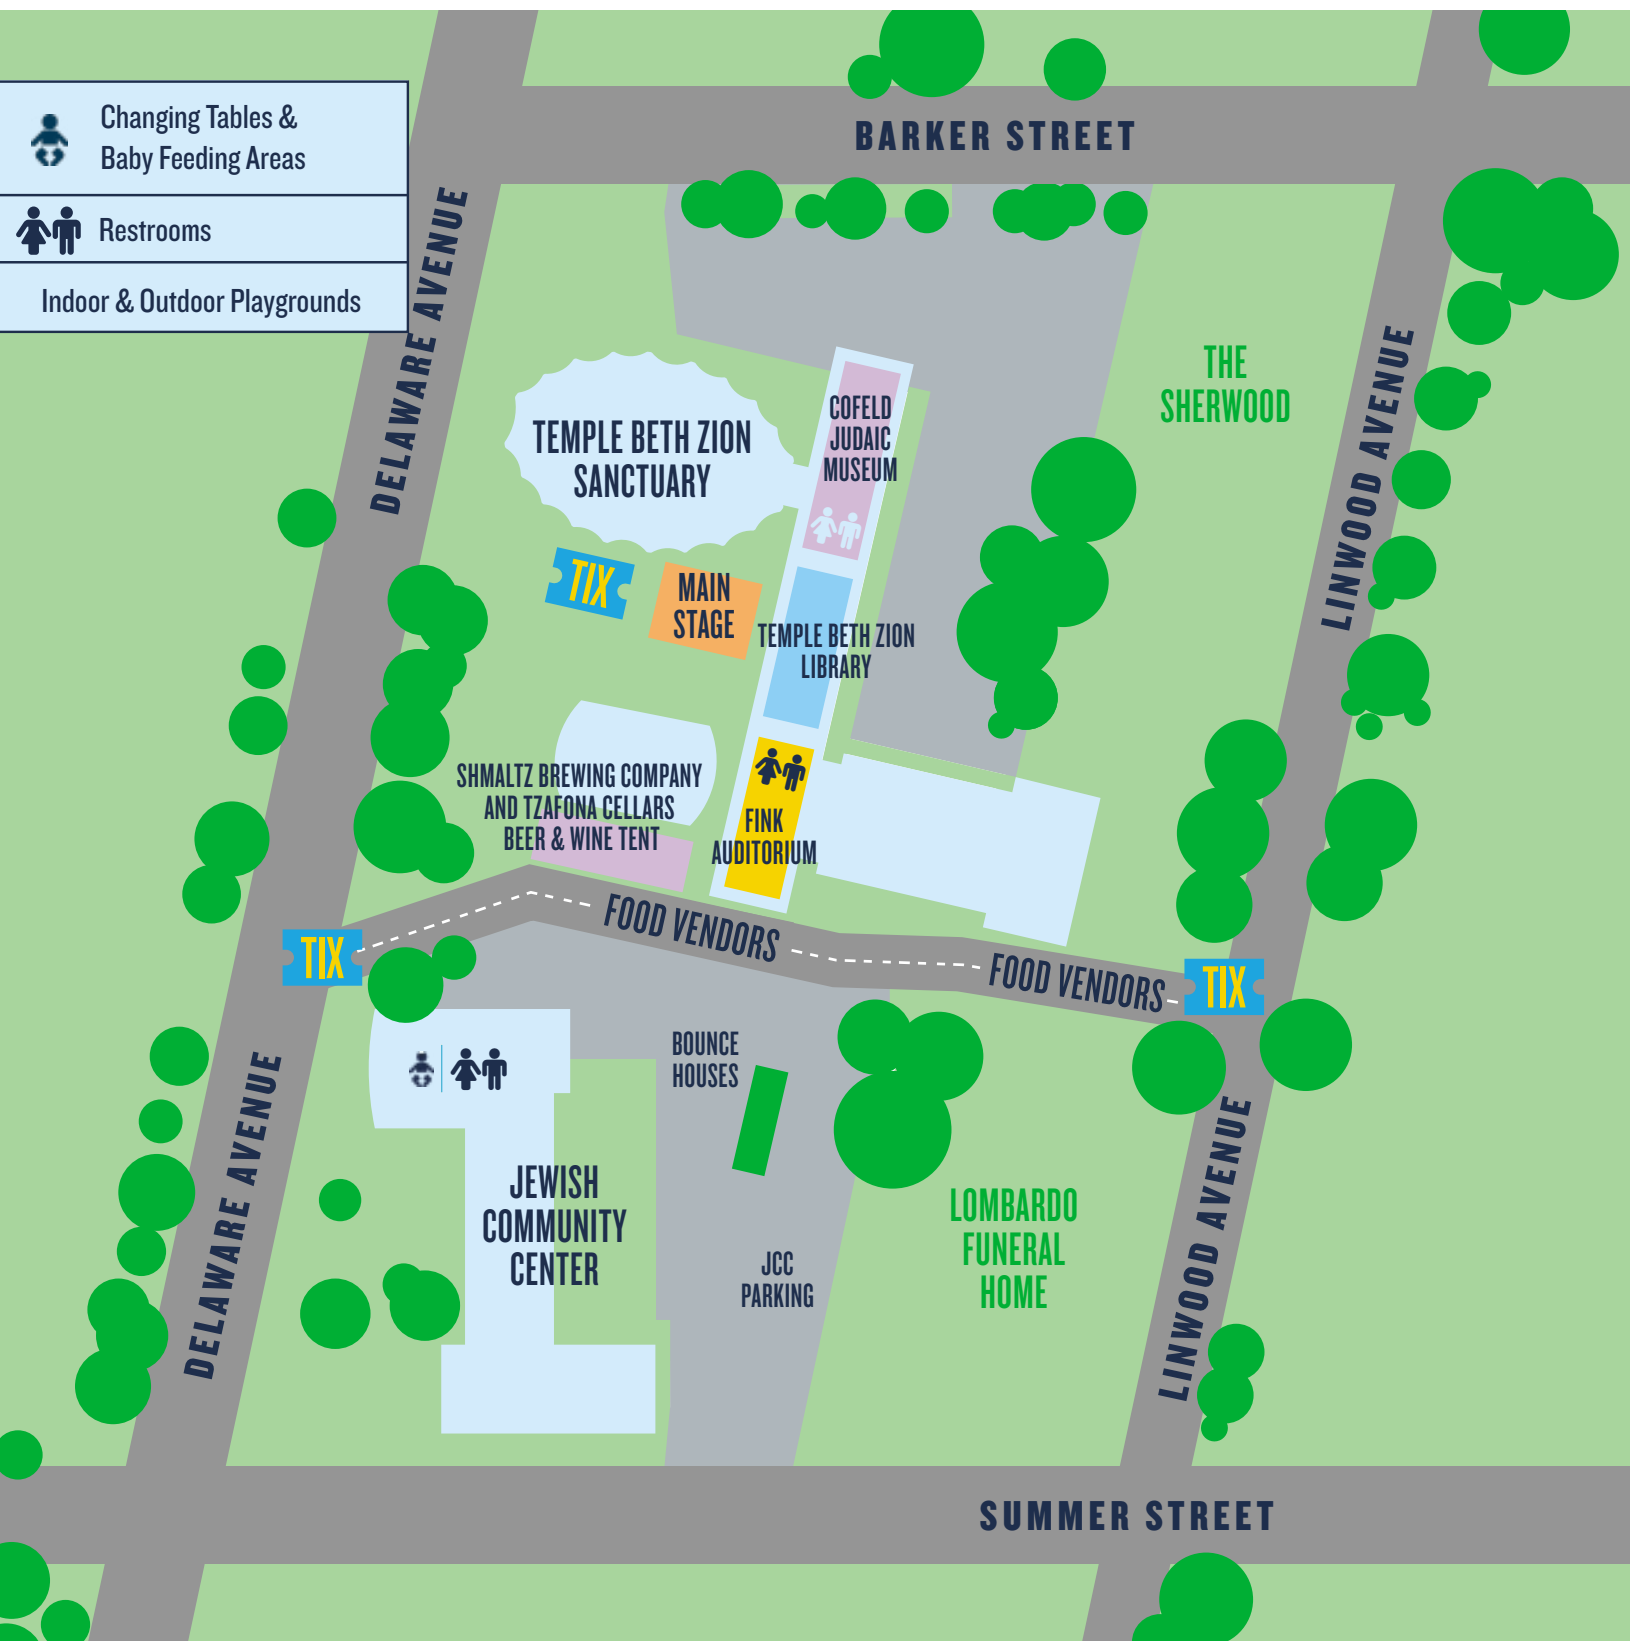 Changing Tables &
Baby Feeding Areas
Restrooms
Indoor & Outdoor Playgrounds
BARKER STREET
DELAWARE AVENUE
LINWOOD AVENUE
THE
SHERWOOD
TEMPLE BETH ZION
SANCTUARY
COFELD
JUDAIC
MUSEUM
TIX
MAIN
STAGE
TEMPLE BETH ZION
LIBRARY
SHMALTZ BREWING COMPANY
AND TZAFONA CELLARS
BEER & WINE TENT
FINK
AUDITORIUM
FOOD VENDORS
FOOD VENDORS
TIX
TIX
BOUNCE
HOUSES
DELAWARE AVENUE
JEWISH
COMMUNITY
CENTER
JCC
PARKING
LOMBARDO
FUNERAL
HOME
LINWOOD AVENUE
SUMMER STREET